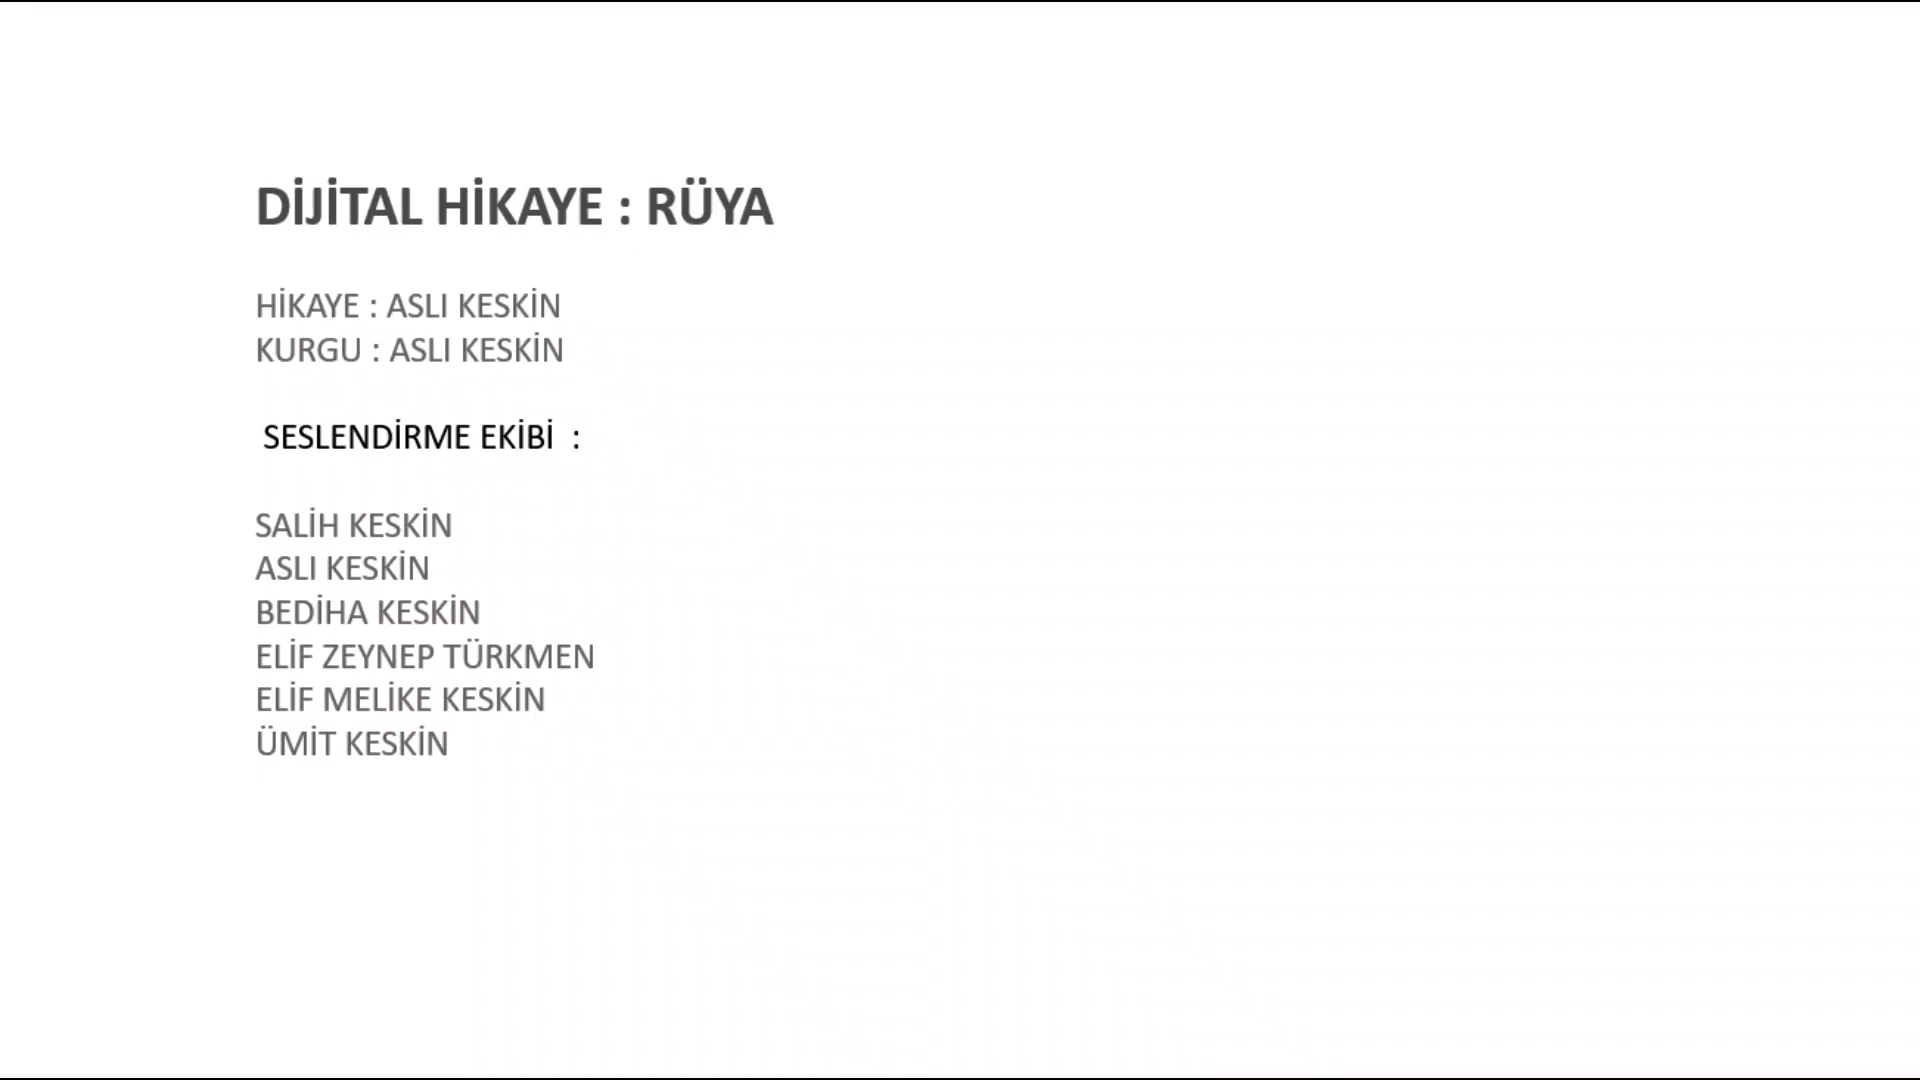 DİJİTAL HİKAYE : RÜYA
HİKAYE : ASLI KESKİN
KURGU : ASLI KESKİN
SESLENDİRME EKİBİ :
SALİH KESKİN
ASLI KESKİN
BEDİHA KESKİN
ELİF ZEYNEP TÜRKMEN
ELİF MELİKE KESKİN
ÜMİT KESKİN